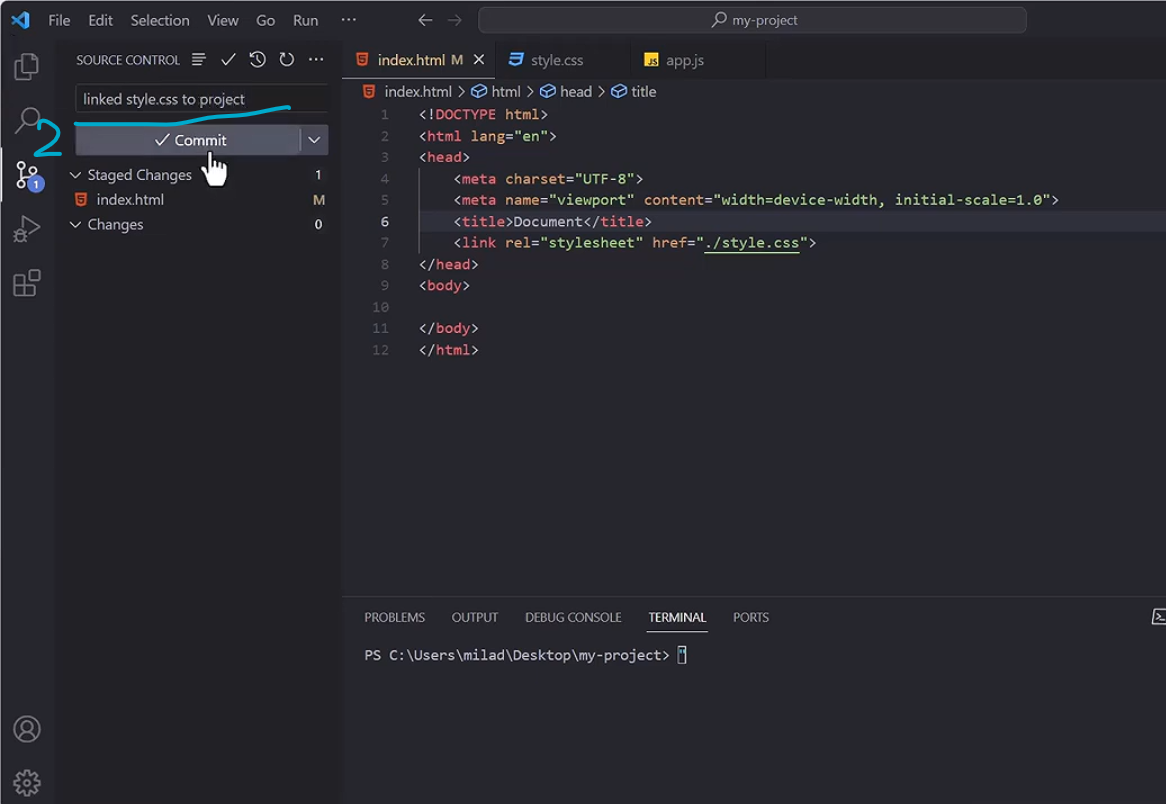 File Edit Selection View Go Run ···
my-project
SOURCE CONTROL
index.html M
style.css
JS app.js
index.html > html > head > title
linked style.css to project
2
Commit
1
Staged Changes 1
index.html M
Changes 0
1 <!DOCTYPE html>
2 <html lang="en">
3 <head>
4 <meta charset="UTF-8">
5 <meta name="viewport" content="width=device-width, initial-scale=1.0">
6 <title>Document</title>
7 <link rel="stylesheet" href="./style.css">
8 </head>
9 <body>
10
11 </body>
12 </html>
PROBLEMS OUTPUT DEBUG CONSOLE TERMINAL PORTS
PS C:\Users\milad\Desktop\my-project>